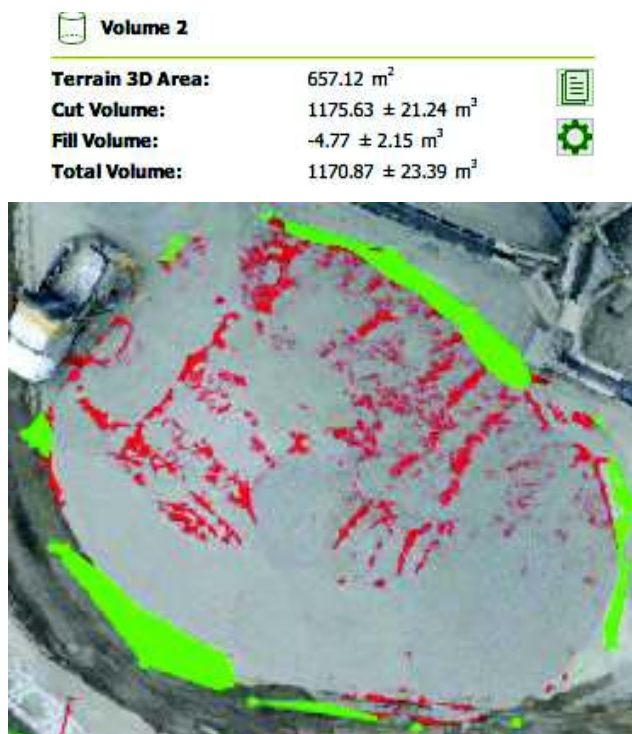 Volume 2
Terrain 3D Area: 657.12 m²
Cut Volume: 1175.63 ± 21.24 m³
Fill Volume: -4.77 ± 2.15 m³
Total Volume: 1170.87 ± 23.39 m³